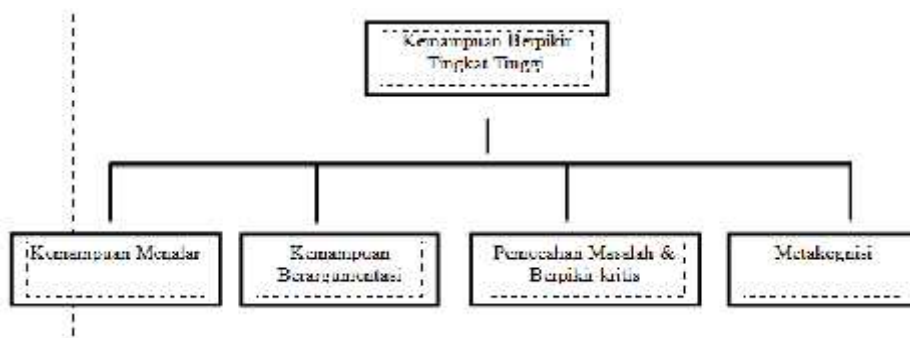 Kemampuan Berpikir
Tingkat Tinggi
Kemampuan Menalar
Kemampuan
Berargumentasi
Pemecahan Masalah &
Berpikir kritis
Metakognisi